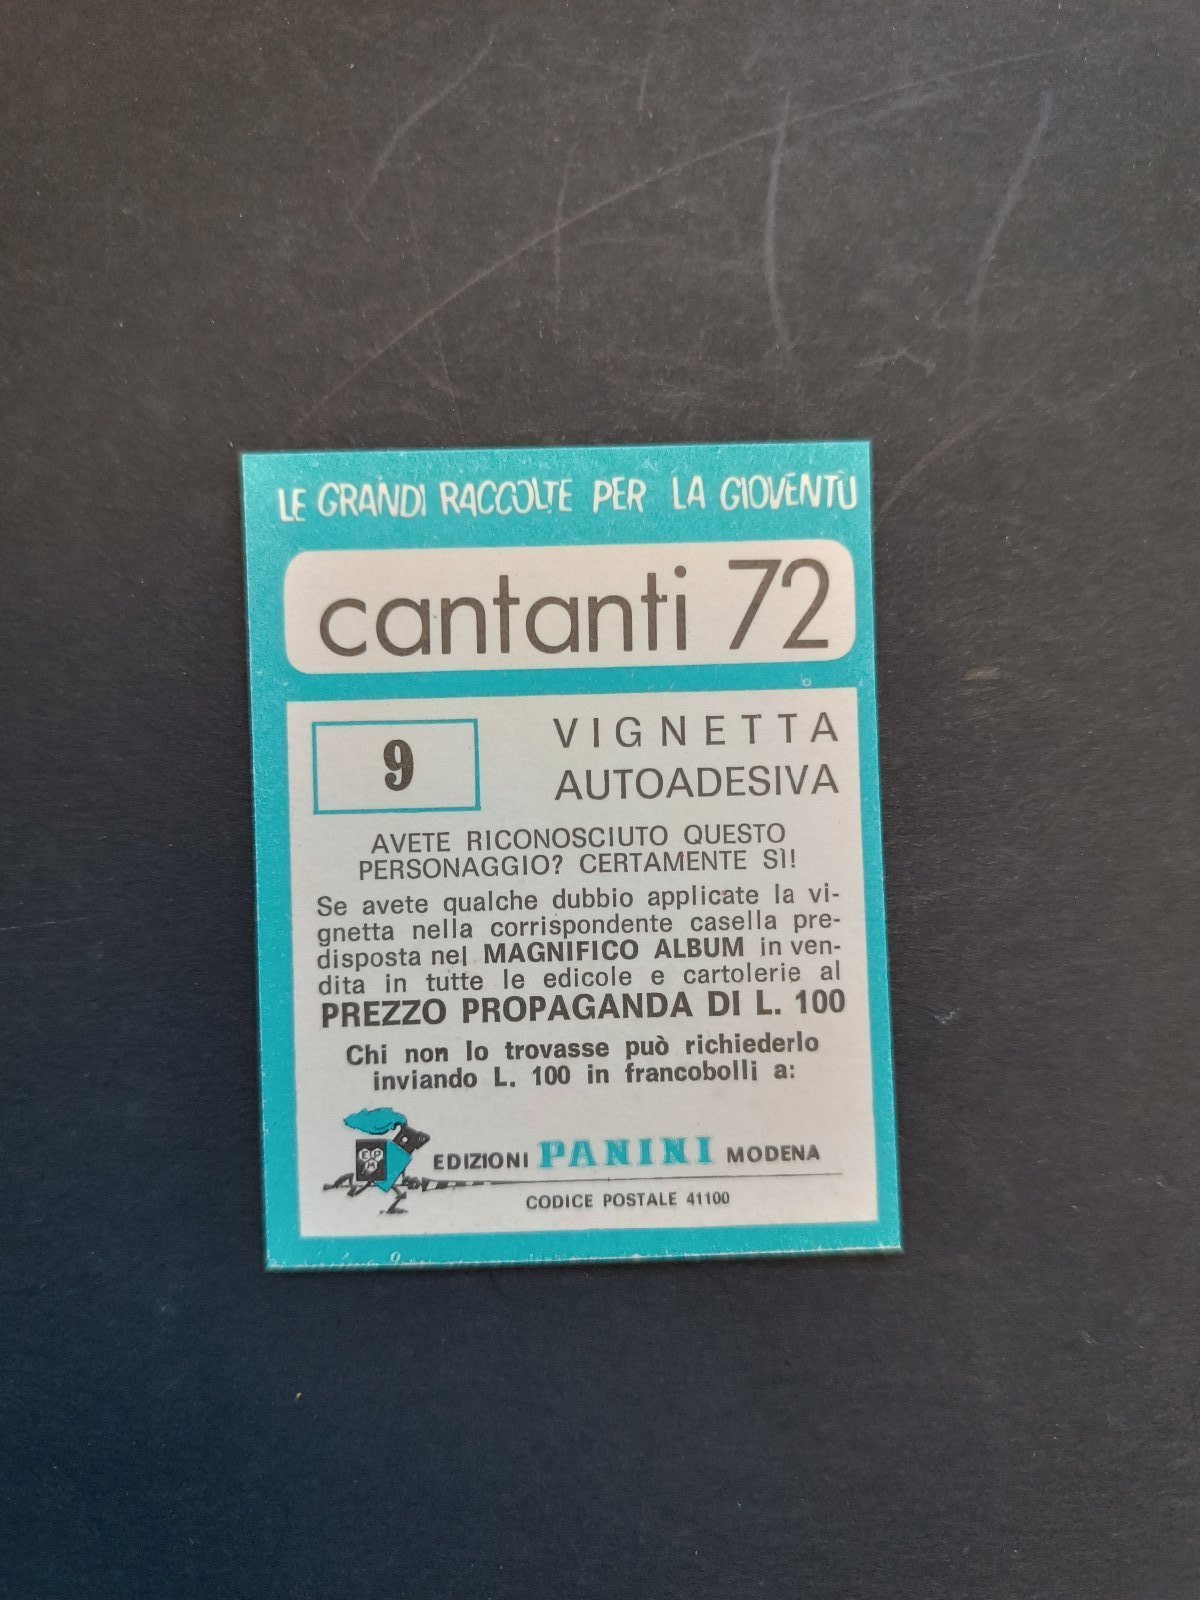 LE GRANDI RACCOLTE PER LA GIOVENTÙ
cantanti 72
9
VIGNETTA
AUTOADESIVA
AVETE RICONOSCIUTO QUESTO
PERSONAGGIO? CERTAMENTE SÌ!
Se avete qualche dubbio applicate la vi-
gnetta nella corrispondente casella pre-
disposta nel MAGNIFICO ALBUM in ven-
dita in tutte le edicole e cartolerie al
PREZZO PROPAGANDA DI L. 100
Chi non lo trovasse può richiederlo
inviando L. 100 in francobolli a:
EPM
EDIZIONI PANINI MODENA
CODICE POSTALE 41100